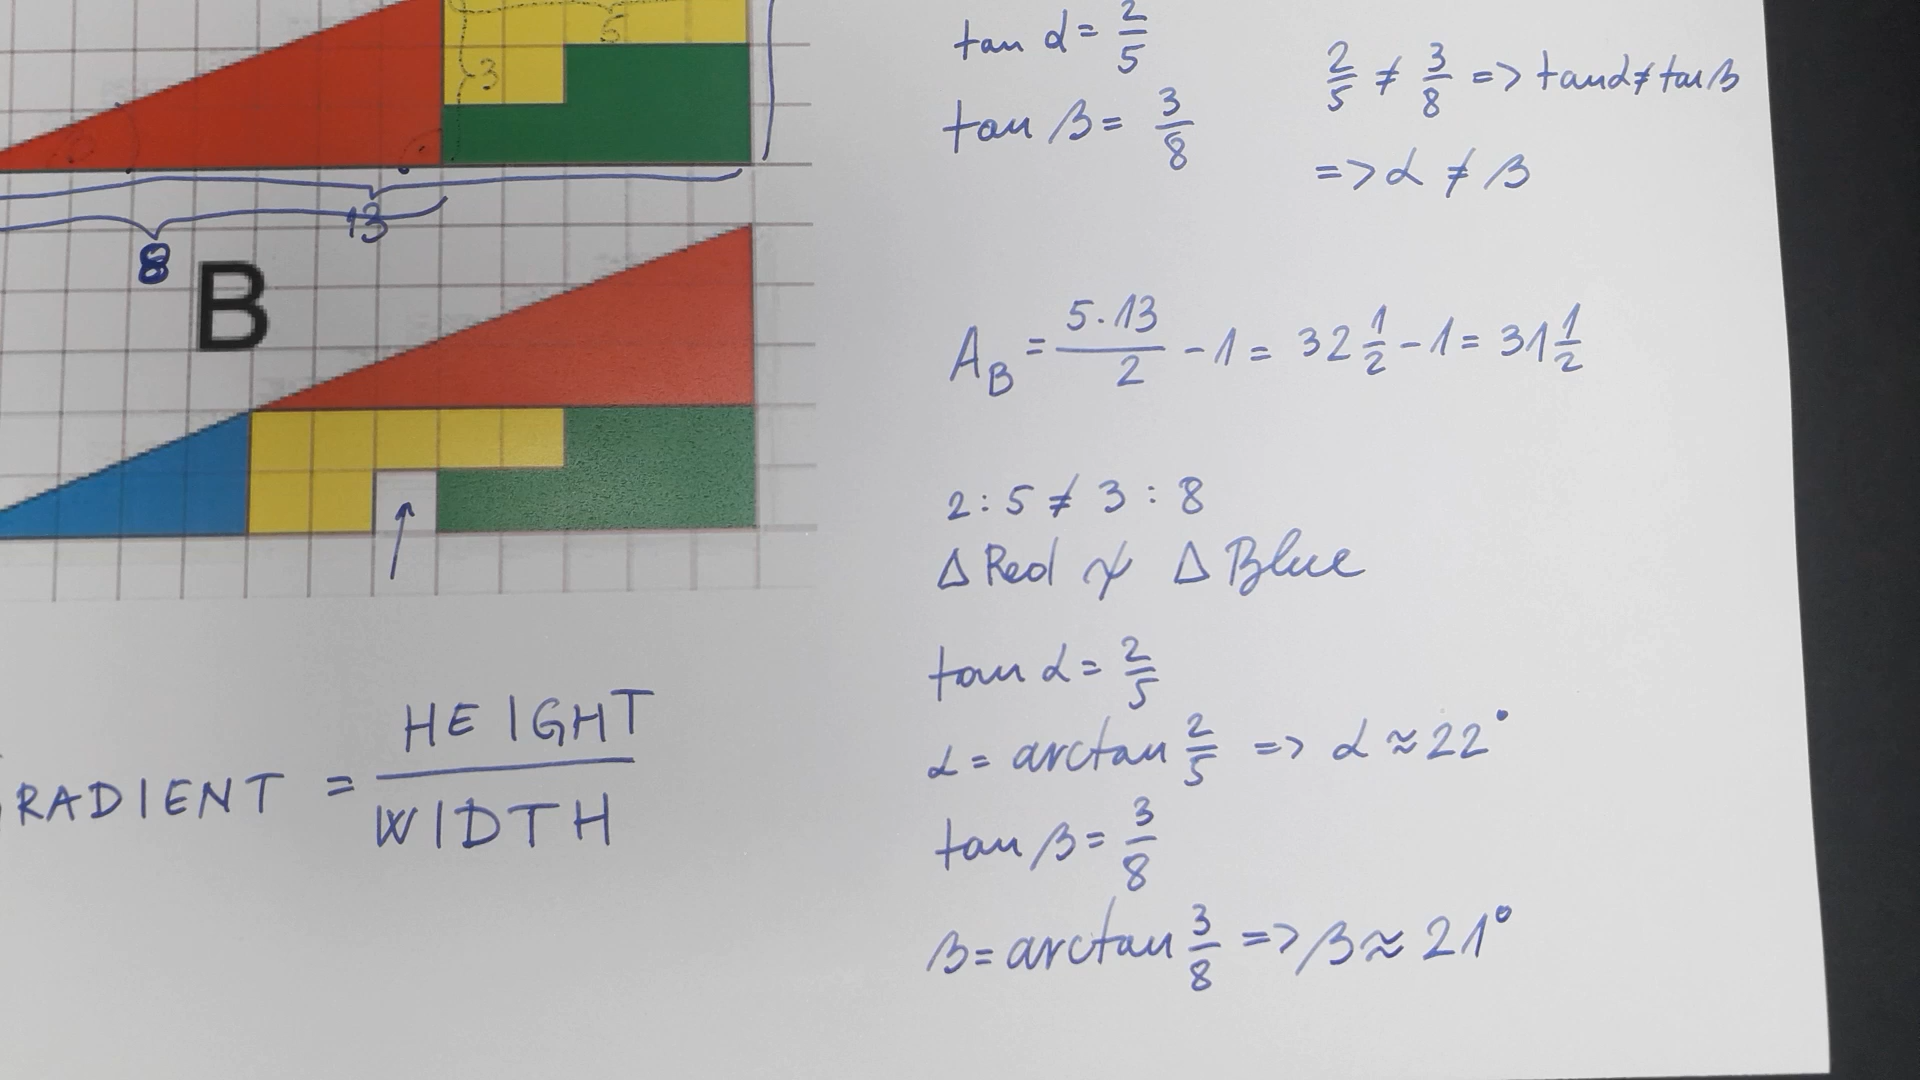 5
3
13
8
B
RADIENT = HEIGHT / WIDTH
tan α = 2/5
tan β = 3/8
2/5 ≠ 3/8 => tanα ≠ tanβ
=> α ≠ β
A_B = 5·13/2 - 1 = 32 1/2 - 1 = 31 1/2
2 : 5 ≠ 3 : 8
Δ Red ≁ Δ Blue
tan α = 2/5
α = arctan 2/5 => α ≈ 22°
tan β = 3/8
β = arctan 3/8 => β ≈ 21°